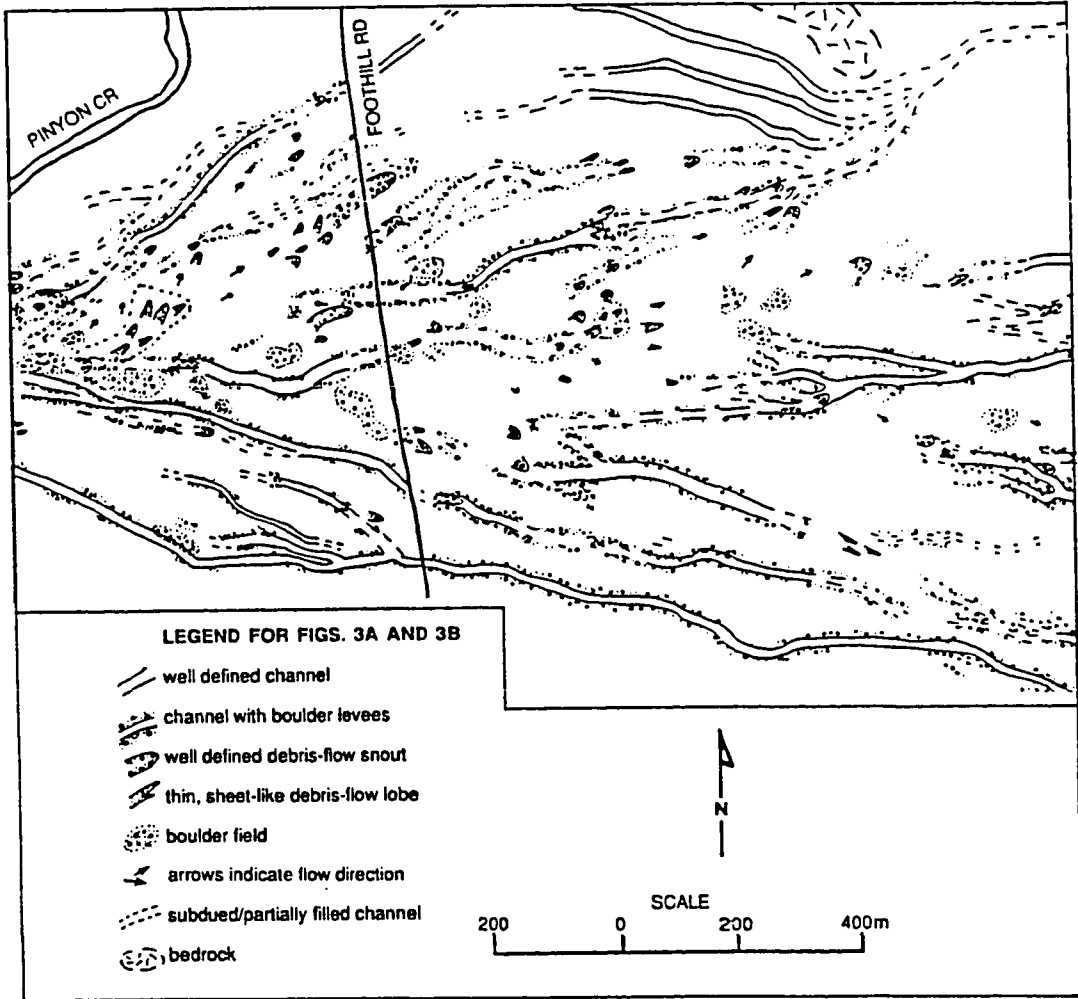 PINYON CR
FOOTHILL RD
LEGEND FOR FIGS. 3A AND 3B
well defined channel
channel with boulder levees
well defined debris-flow snout
thin, sheet-like debris-flow lobe
boulder field
arrows indicate flow direction
subdued/partially filled channel
bedrock
N
SCALE
200 0 200 400m